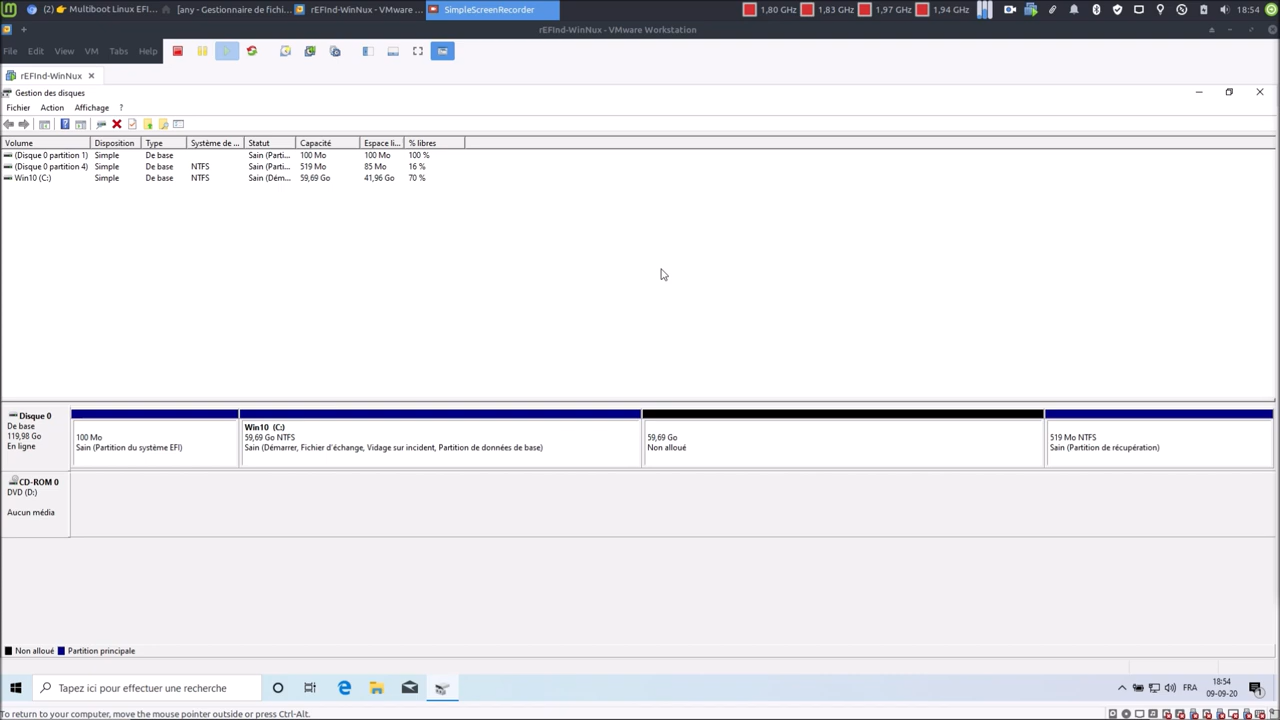 (2) 👉 Multiboot Linux EFI...
[any - Gestionnaire de fichi...
rEFInd-WinNux - VMware ...
SimpleScreenRecorder
1,80 GHz
1,83 GHz
1,97 GHz
1,94 GHz
18:54
rEFInd-WinNux - VMware Workstation
File Edit View VM Tabs Help
rEFInd-WinNux
Gestion des disques
Fichier Action Affichage ?
Volume Disposition Type Système de ... Statut Capacité Espace li... % libres
(Disque 0 partition 1) Simple De base Sain (Parti... 100 Mo 100 Mo 100 %
(Disque 0 partition 4) Simple De base NTFS Sain (Parti... 519 Mo 85 Mo 16 %
Win10 (C:) Simple De base NTFS Sain (Dém... 59,69 Go 41,96 Go 70 %
Disque 0
De base
119,98 Go
En ligne
100 Mo
Sain (Partition du système EFI)
Win10 (C:)
59,69 Go NTFS
Sain (Démarrer, Fichier d'échange, Vidage sur incident, Partition de données de base)
59,69 Go
Non alloué
519 Mo NTFS
Sain (Partition de récupération)
CD-ROM 0
DVD (D:)
Aucun média
Non alloué Partition principale
Tapez ici pour effectuer une recherche
FRA
18:54
09-09-20
To return to your computer, move the mouse pointer outside or press Ctrl-Alt.